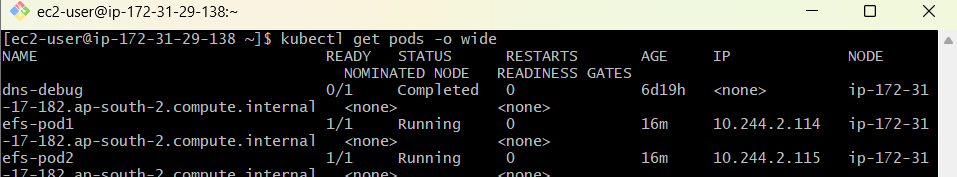 ec2-user@ip-172-31-29-138:~
[ec2-user@ip-172-31-29-138 ~]$ kubectl get pods -o wide
NAME READY STATUS RESTARTS AGE IP NODE
NOMINATED NODE READINESS GATES
dns-debug 0/1 Completed 0 6d19h <none> ip-172-31
-17-182.ap-south-2.compute.internal <none> <none>
efs-pod1 1/1 Running 0 16m 10.244.2.114 ip-172-31
-17-182.ap-south-2.compute.internal <none> <none>
efs-pod2 1/1 Running 0 16m 10.244.2.115 ip-172-31
-17-182.ap-south-2.compute.internal <none> <none>